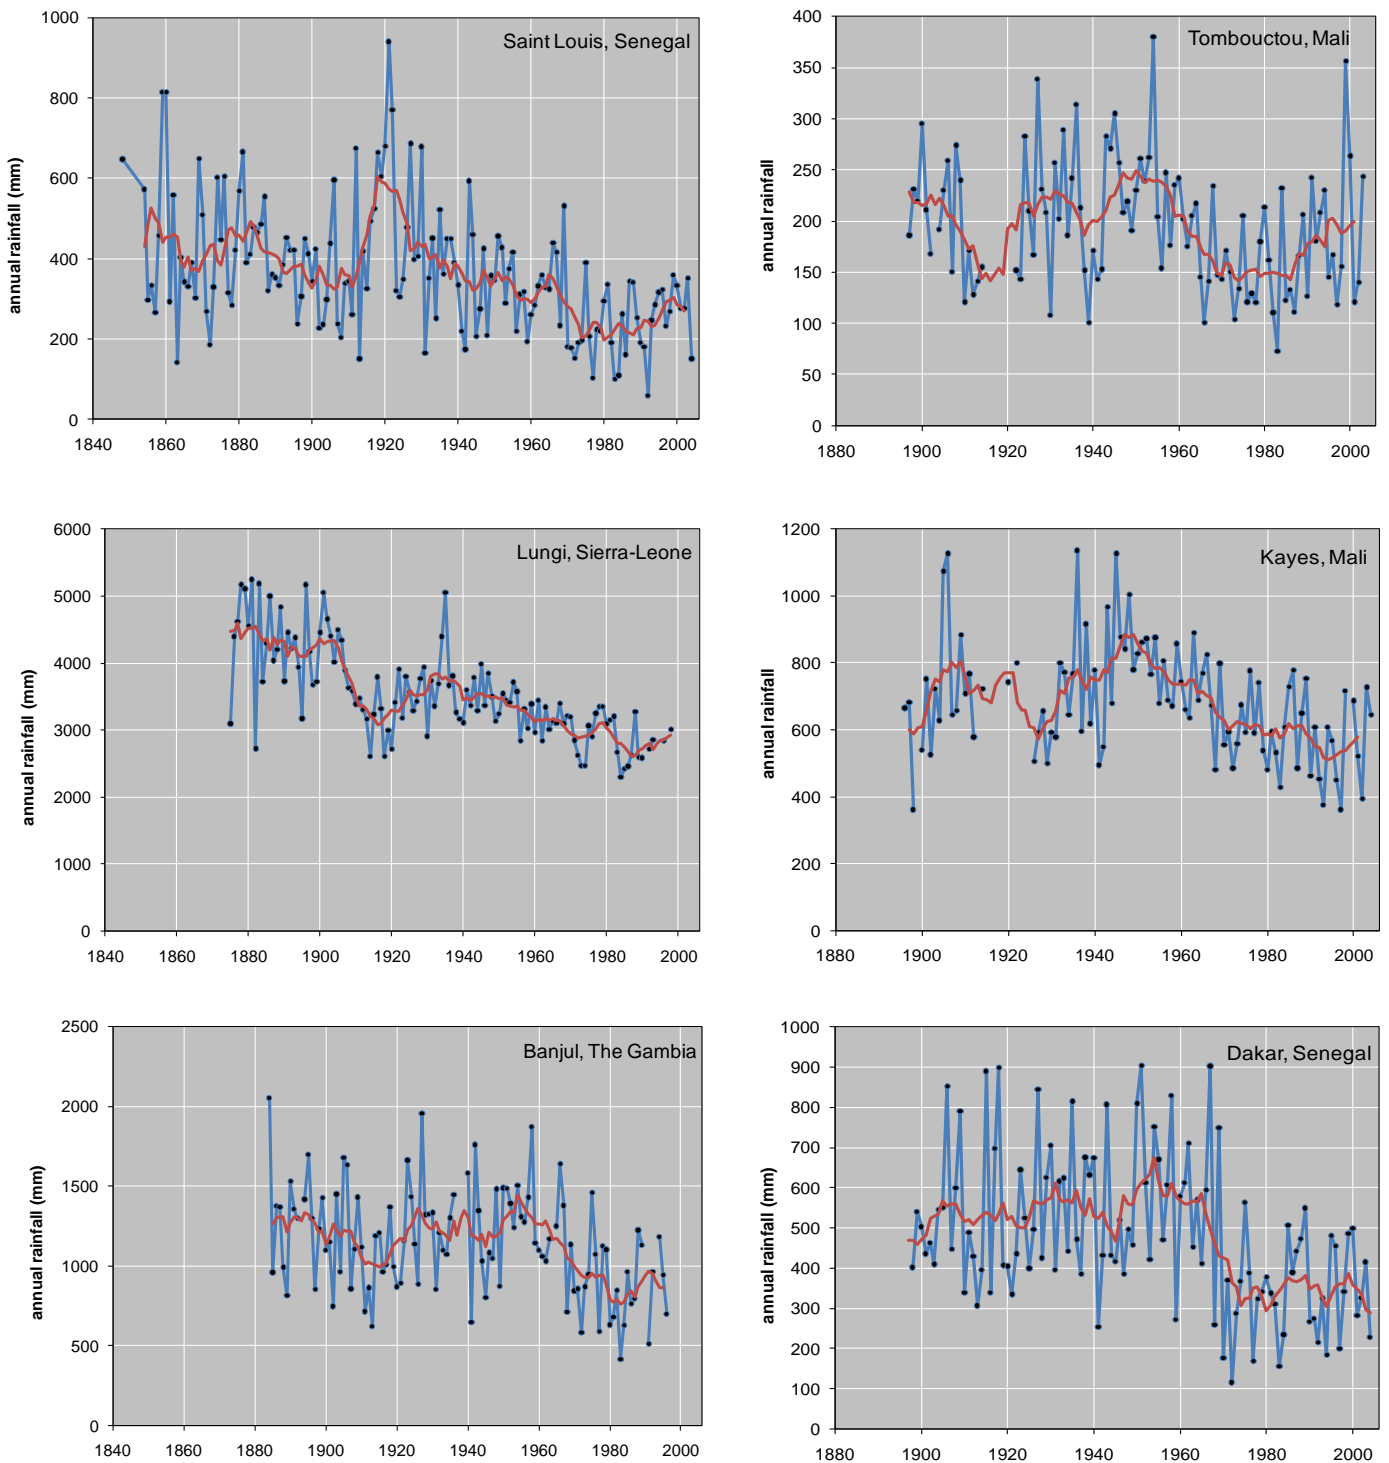 Saint Louis, Senegal
annual rainfall (mm)
1000
800
600
400
200
0
1840 1860 1880 1900 1920 1940 1960 1980 2000
Tombouctou, Mali
annual rainfall
400
350
300
250
200
150
100
50
0
1880 1900 1920 1940 1960 1980 2000
Lungi, Sierra-Leone
annual rainfall (mm)
6000
5000
4000
3000
2000
1000
0
1840 1860 1880 1900 1920 1940 1960 1980 2000
Kayes, Mali
annual rainfall
1200
1000
800
600
400
200
0
1880 1900 1920 1940 1960 1980 2000
Banjul, The Gambia
annual rainfall (mm)
2500
2000
1500
1000
500
0
1840 1860 1880 1900 1920 1940 1960 1980 2000
Dakar, Senegal
annual rainfall (mm)
1000
900
800
700
600
500
400
300
200
100
0
1880 1900 1920 1940 1960 1980 2000